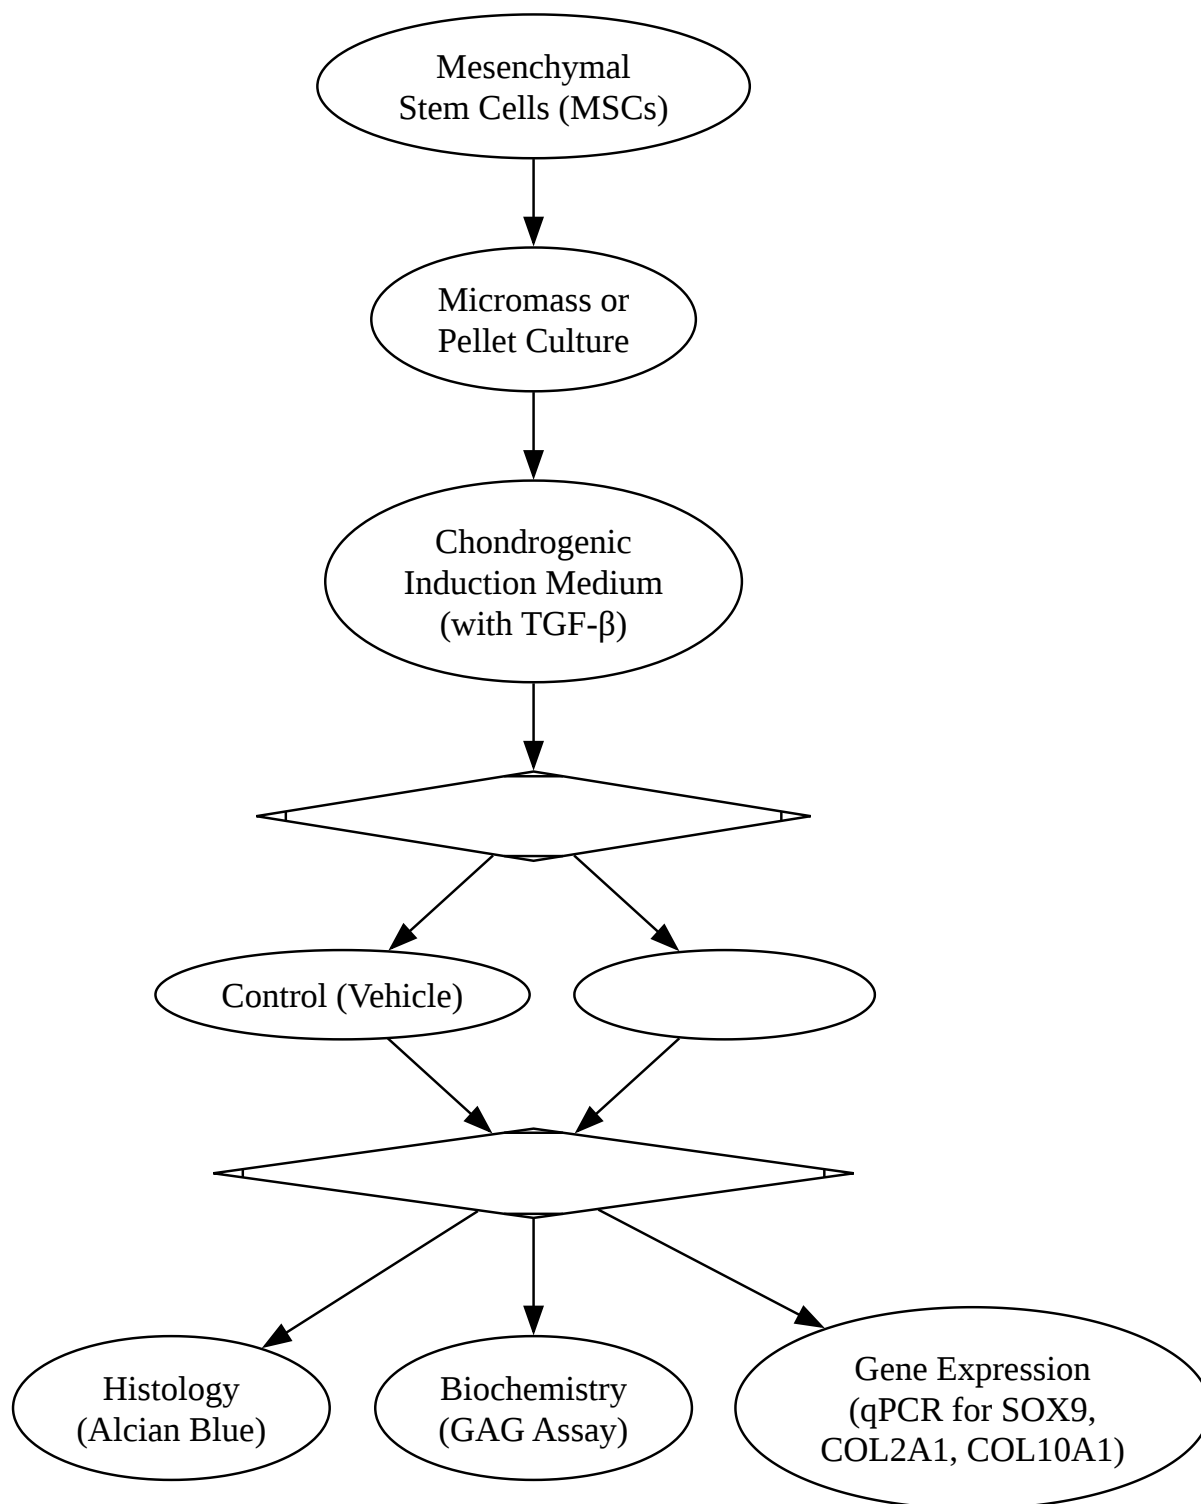 Mesenchymal
Stem Cells (MSCs)
Micromass or
Pellet Culture
Chondrogenic
Induction Medium
(with TGF-β)
Control (Vehicle)
Histology
(Alcian Blue)
Biochemistry
(GAG Assay)
Gene Expression
(qPCR for SOX9,
COL2A1, COL10A1)